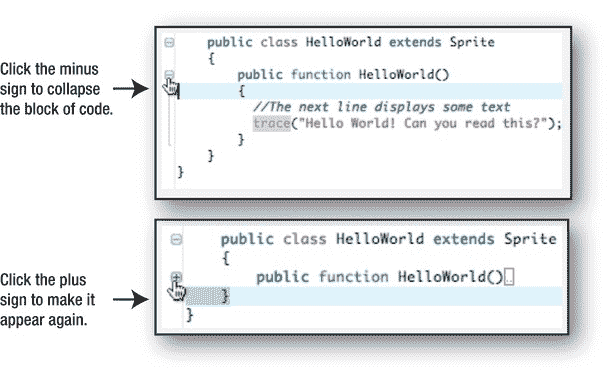 Click the minus
sign to collapse
the block of code.
public class HelloWorld extends Sprite
{
public function HelloWorld()
{
//The next line displays some text
trace("Hello World! Can you read this?");
}
}
}
Click the plus
sign to make it
appear again.
public class HelloWorld extends Sprite
{
public function HelloWorld()..
}
}